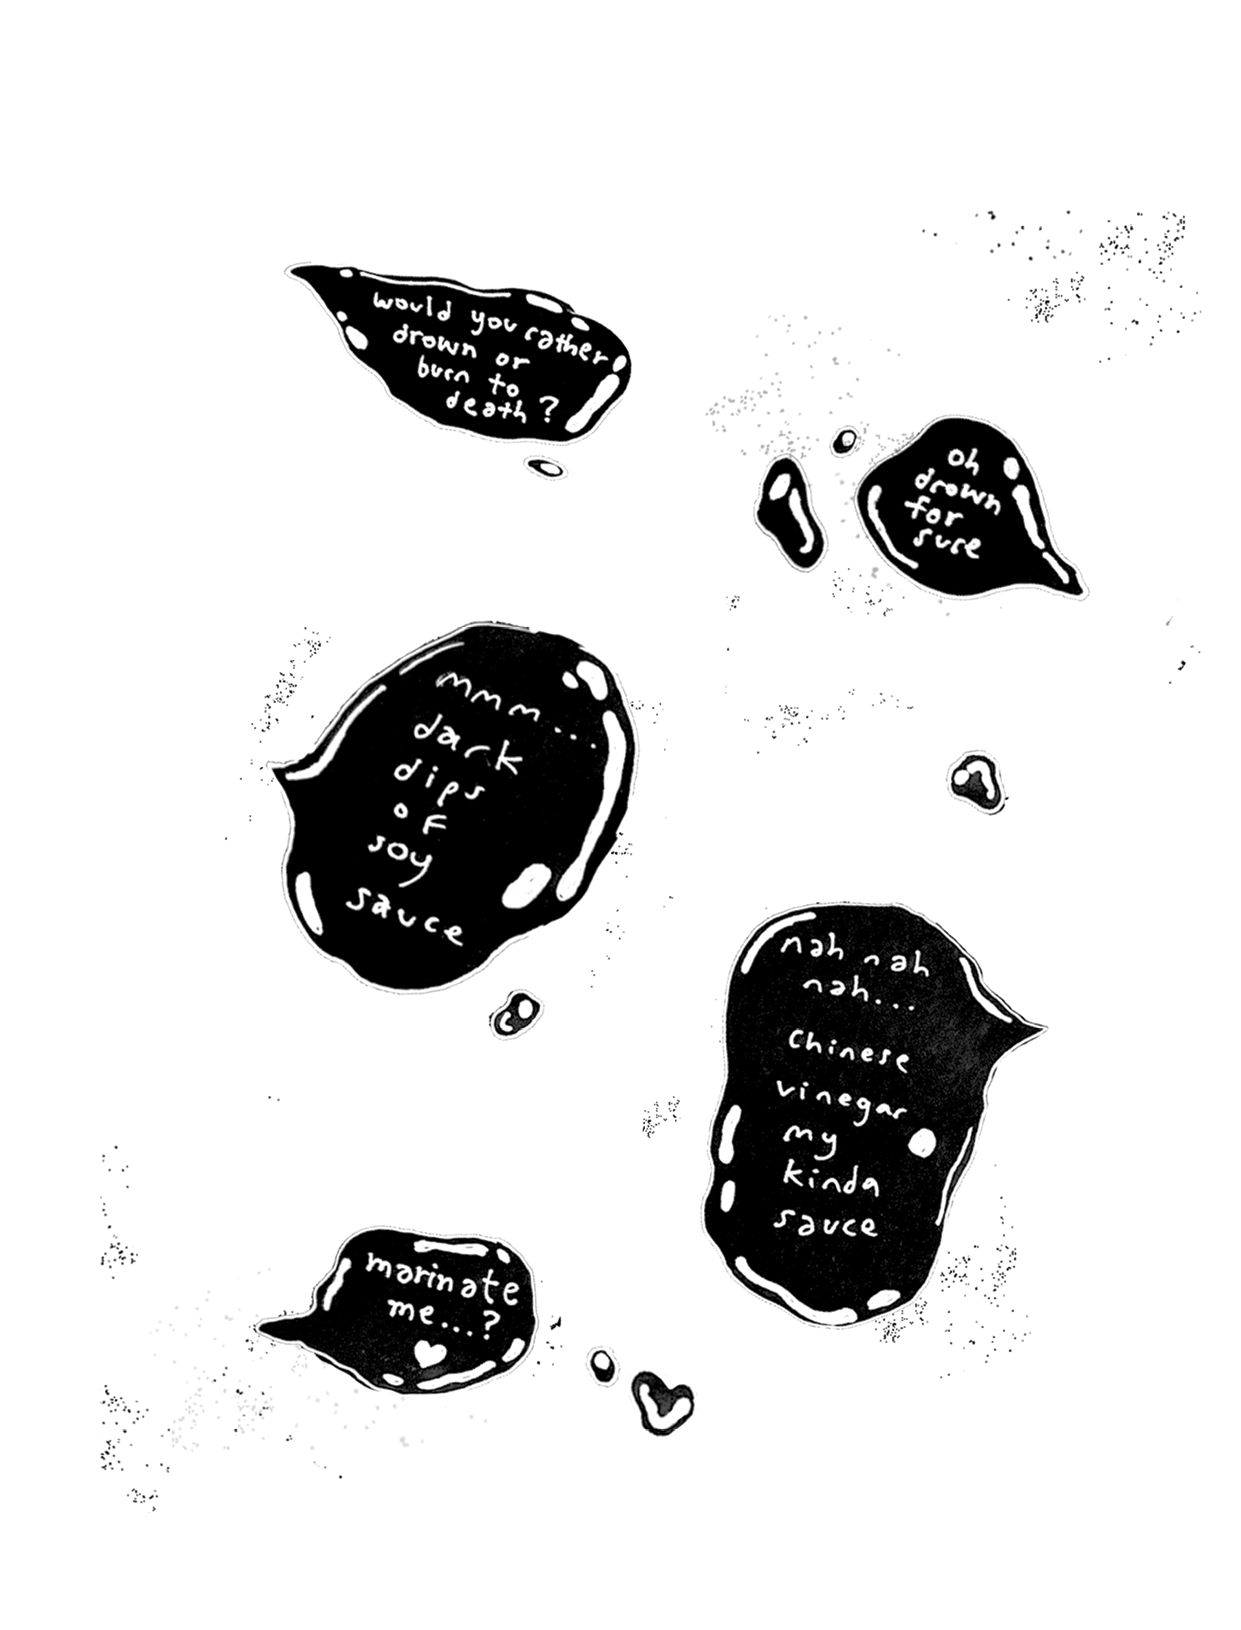 would you rather
drown or
burn to
death?
oh
drown
for
sure
mmm....
dark
dips
of
soy
sauce
nah nah
nah...
Chinese
vinegar
my
kinda
sauce
marinate
me...?